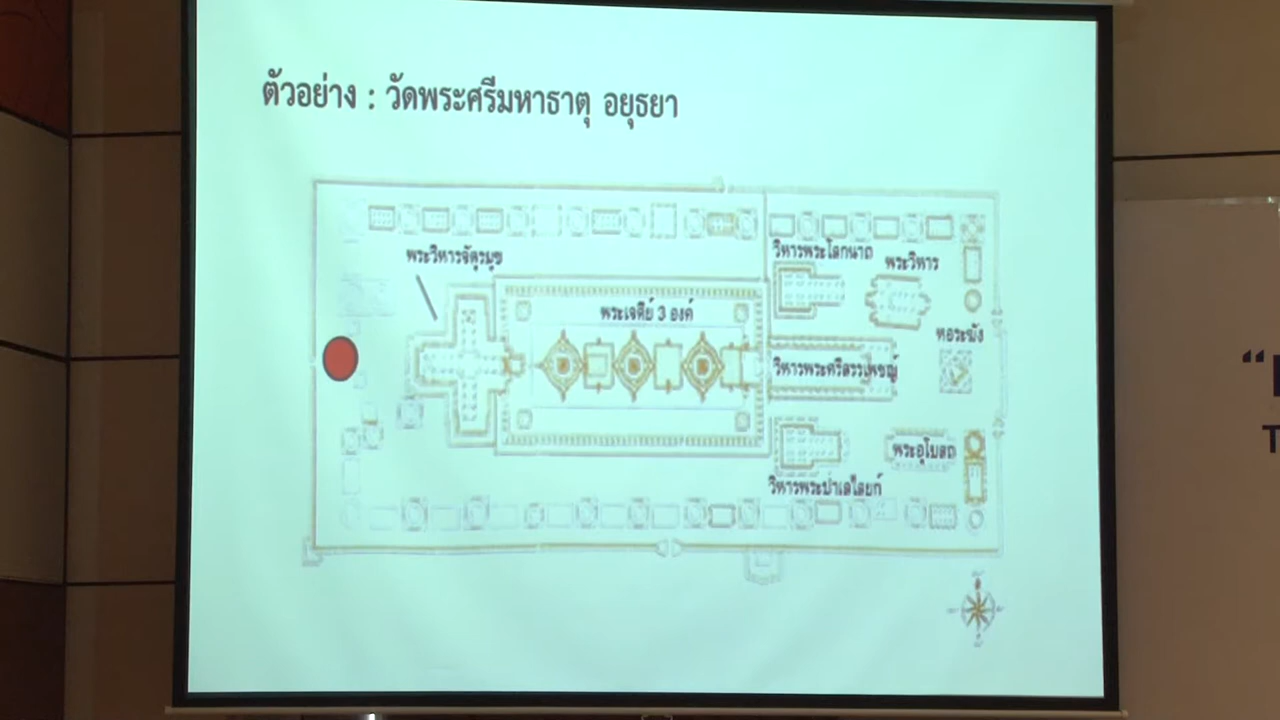 ตัวอย่าง : วัดพระศรีมหาธาตุ อยุธยา
พระวิหารจัตุรมุข
วิหารพระโลกนาถ
พระวิหาร
พระเจดีย์ 3 องค์
หอระฆัง
วิหารพระศรีสรรเพชญ์
พระอุโบสถ
วิหารพระป่าเลไลยก์
“
T